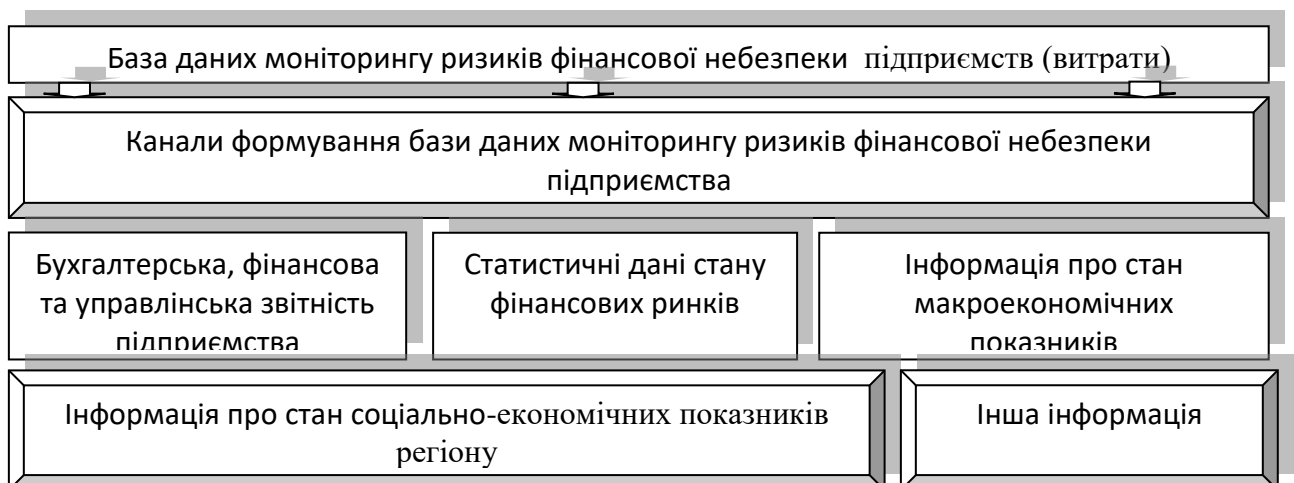 База даних моніторингу ризиків фінансової небезпеки підприємств (витрати)
Канали формування бази даних моніторингу ризиків фінансової небезпеки
підприємства
Бухгалтерська, фінансова
та управлінська звітність
підприємства
Статистичні дані стану
фінансових ринків
Інформація про стан
макроекономічних
показників
Інформація про стан соціально-економічних показників
регіону
Інша інформація